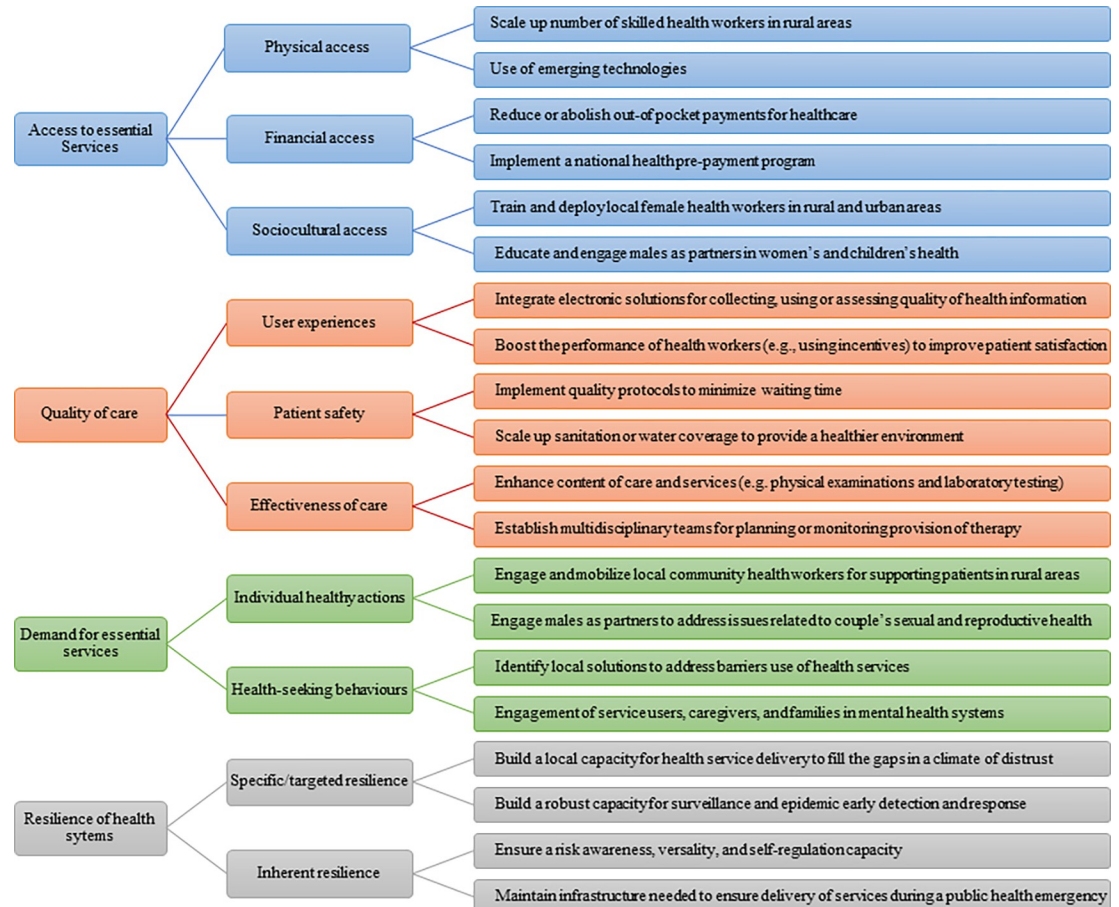 Access to essential
Services
Physical access
Scale up number of skilled health workers in rural areas
Use of emerging technologies
Financial access
Reduce or abolish out-of pocket payments for healthcare
Implement a national health pre-payment program
Sociocultural access
Train and deploy local female health workers in rural and urban areas
Educate and engage males as partners in women's and children's health
Quality of care
User experiences
Integrate electronic solutions for collecting, using or assessing quality of health information
Boost the performance of health workers (e.g., using incentives) to improve patient satisfaction
Patient safety
Implement quality protocols to minimize waiting time
Scale up sanitation or water coverage to provide a healthier environment
Effectiveness of care
Enhance content of care and services (e.g. physical examinations and laboratory testing)
Establish multidisciplinary teams for planning or monitoring provision of therapy
Demand for essential
services
Individual healthy actions
Engage and mobilize local community health workers for supporting patients in rural areas
Engage males as partners to address issues related to couple's sexual and reproductive health
Health-seeking behaviours
Identify local solutions to address barriers use of health services
Engagement of service users, caregivers, and families in mental health systems
Resilience of health
sytems
Specific/targeted resilience
Build a local capacity for health service delivery to fill the gaps in a climate of distrust
Build a robust capacity for surveillance and epidemic early detection and response
Inherent resilience
Ensure a risk awareness, versality, and self-regulation capacity
Maintain infrastructure needed to ensure delivery of services during a public health emergency